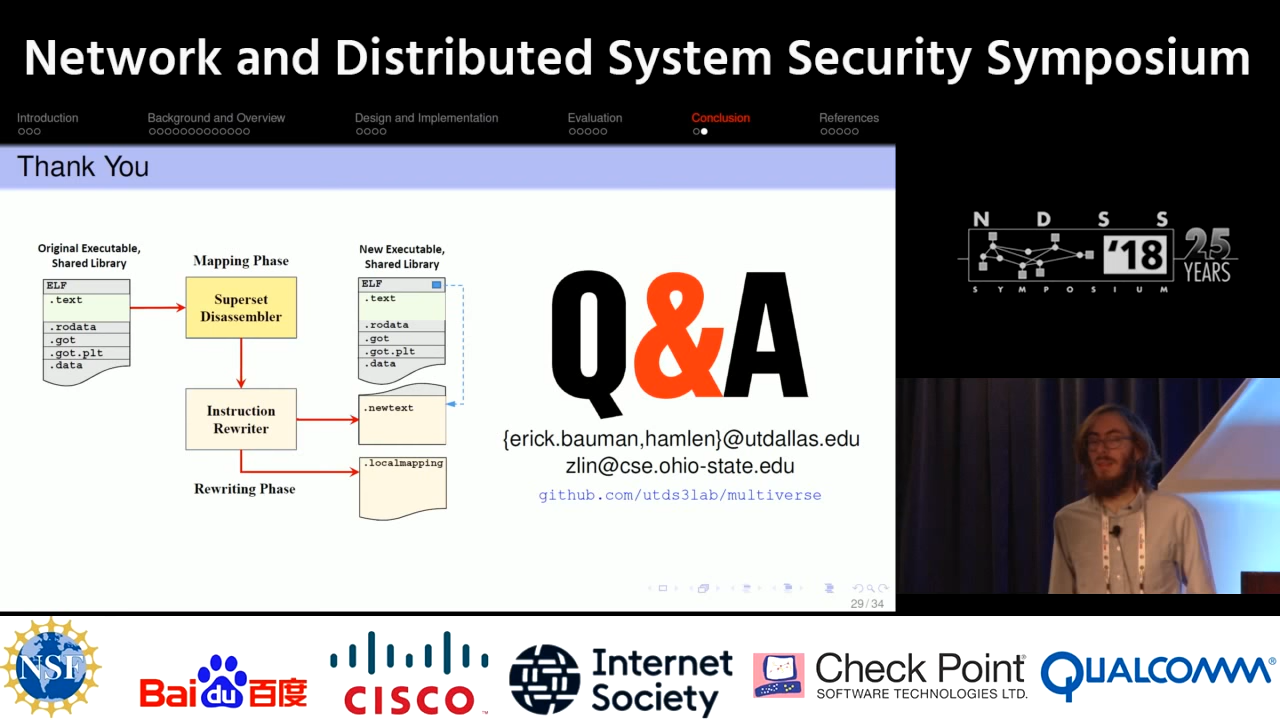 Network and Distributed System Security Symposium
Introduction
Background and Overview
Design and Implementation
Evaluation
Conclusion
References
Thank You
Original Executable,
Shared Library
ELF
.text
.rodata
.got
.got.plt
.data
Mapping Phase
Superset
Disassembler
Instruction
Rewriter
Rewriting Phase
New Executable,
Shared Library
ELF
.text
.rodata
.got
.got.plt
.data
.newtext
.localmapping
Q&A
{erick.bauman,hamlen}@utdallas.edu
zlin@cse.ohio-state.edu
github.com/utds3lab/multiverse
29/34
N D S S
'18
SYMPOSIUM
25
YEARS
NSF
Bai du 百度
CISCO
Internet
Society
Check Point
SOFTWARE TECHNOLOGIES LTD.
QUALCOMM®